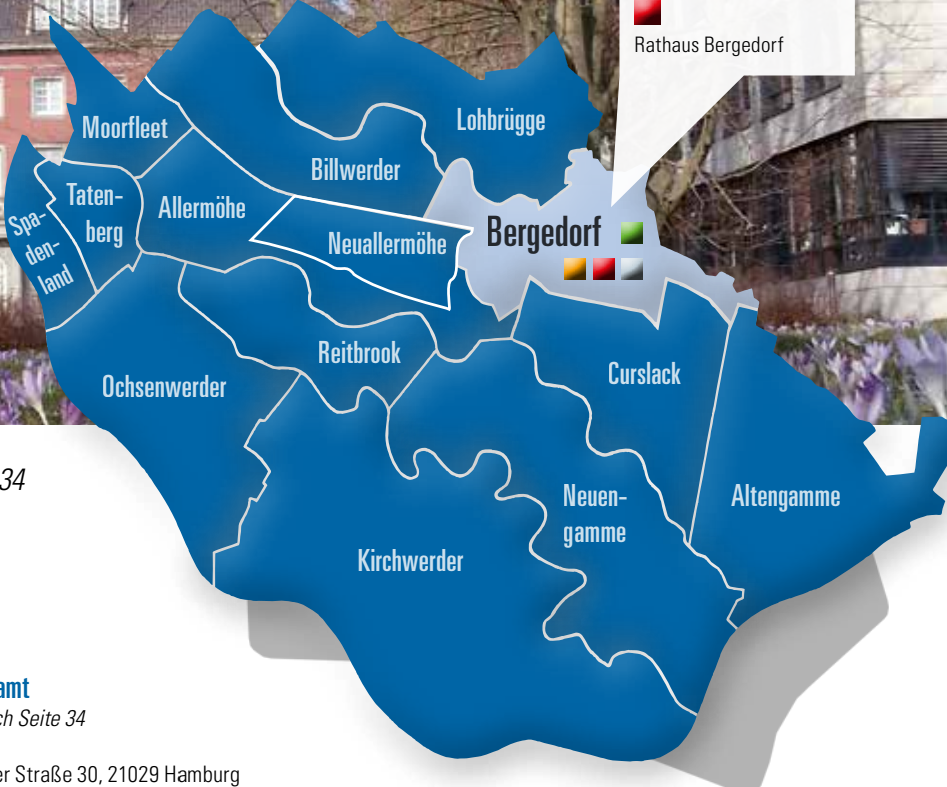 Rathaus Bergedorf
Lohbrügge
Moorfleet
Billwerder
Taten-
berg
Allermöhe
Spa-
den-
land
Neuallermöhe
Bergedorf
Reitbrook
Curslack
Ochsenwerder
34
Neuen-
gamme
Altengamme
Kirchwerder
amt
ch Seite 34
er Straße 30, 21029 Hamburg